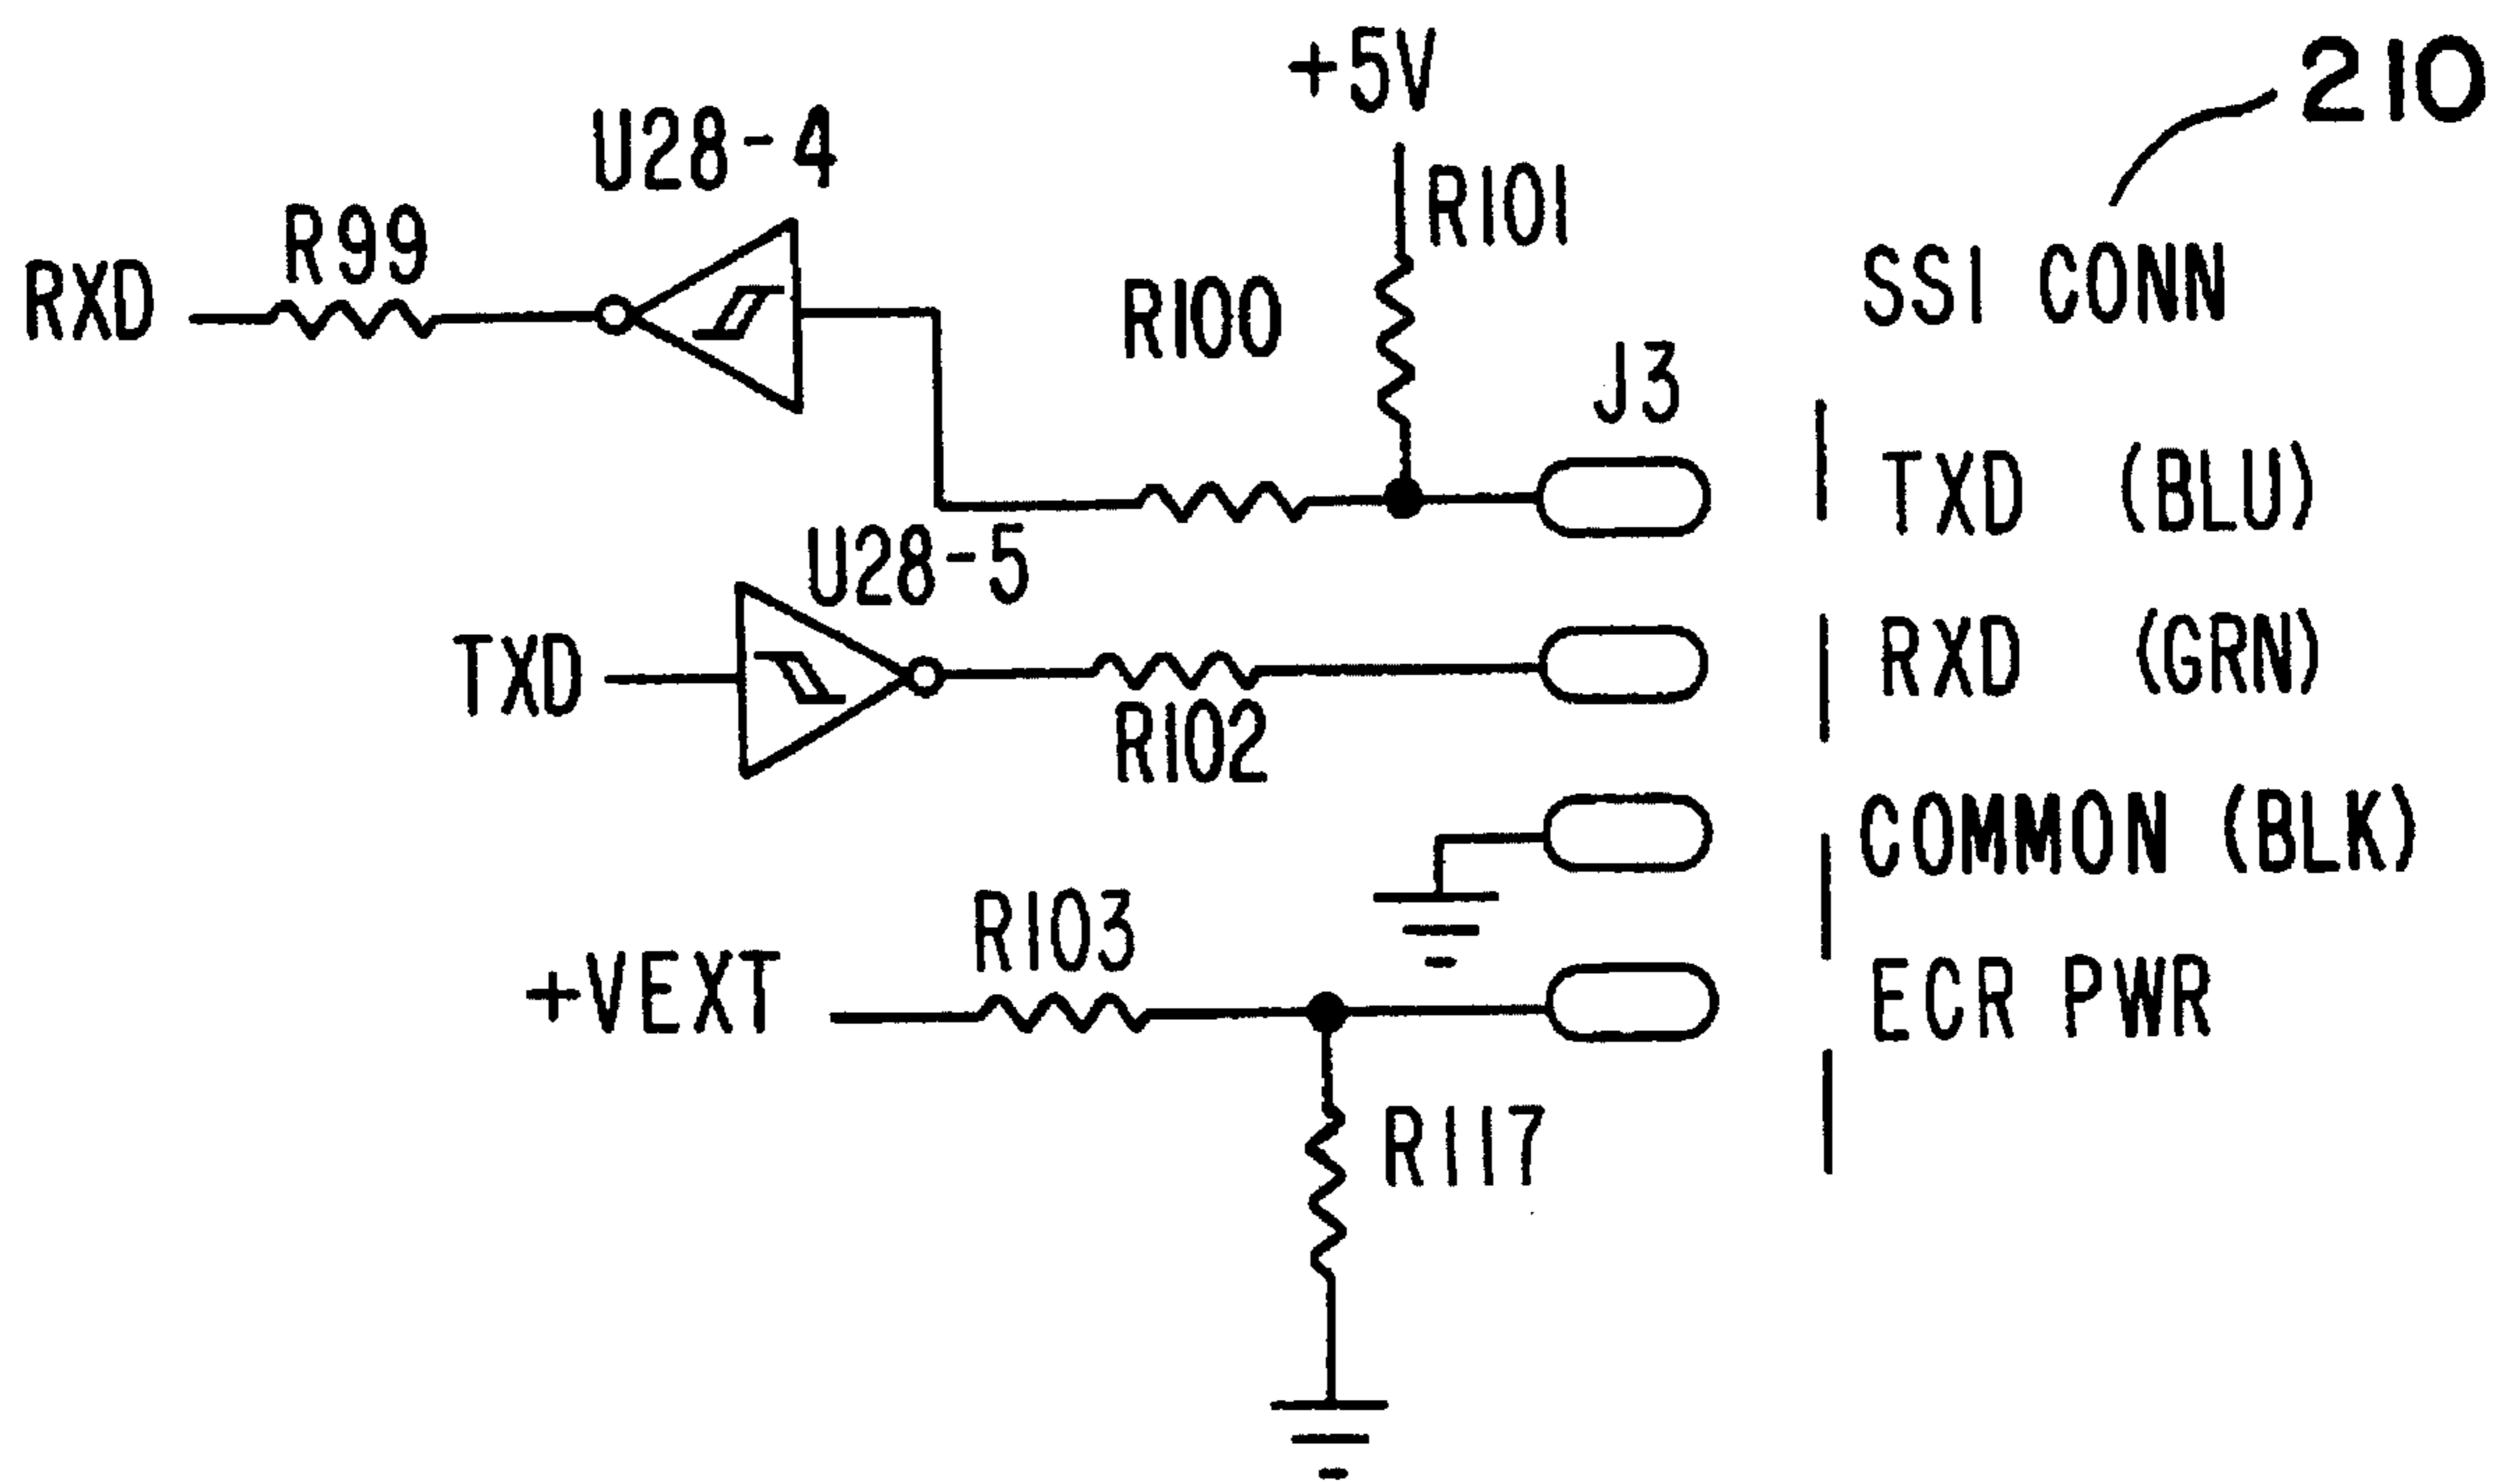 +5V
210
U28-4
R101
R99
SSI CONN
RXD
R100
J3
TXD (BLU)
U28-5
RXD (GRN)
TXD
R102
COMMON (BLK)
R103
+VEXT
ECR PWR
R117